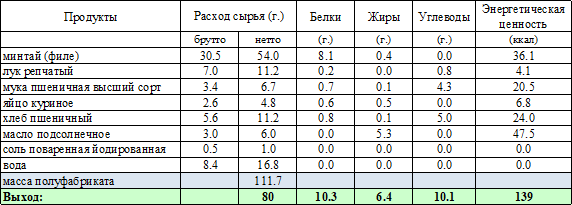 Продукты Расход сырья (г.) Белки Жиры Углеводы Энергетическая ценность
брутто нетто (г.) (г.) (г.) (ккал)
минтай (филе) 30.5 54.0 8.1 0.4 0.0 36.1
лук репчатый 7.0 11.2 0.2 0.0 0.8 4.1
мука пшеничная высший сорт 3.4 6.7 0.7 0.1 4.3 20.5
яйцо куриное 2.6 4.8 0.6 0.5 0.0 6.8
хлеб пшеничный 5.6 11.2 0.8 0.1 5.0 24.0
масло подсолнечное 3.0 6.0 0.0 5.3 0.0 47.5
соль поваренная йодированная 0.5 1.0 0.0 0.0 0.0 0.0
вода 8.4 16.8 0.0 0.0 0.0 0.0
масса полуфабриката 111.7
Выход: 80 10.3 6.4 10.1 139